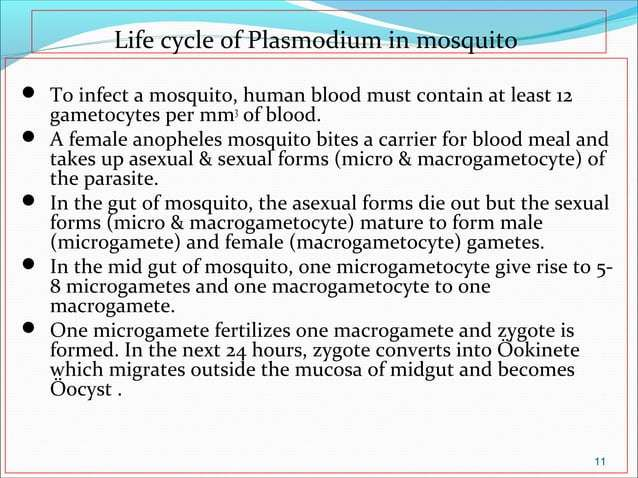 Life cycle of Plasmodium in mosquito
To infect a mosquito, human blood must contain at least 12
gametocytes per mm3 of blood.
A female anopheles mosquito bites a carrier for blood meal and
takes up asexual & sexual forms (micro & macrogametocyte) of
the parasite.
In the gut of mosquito, the asexual forms die out but the sexual
forms (micro & macrogametocyte) mature to form male
(microgamete) and female (macrogametocyte) gametes.
In the mid gut of mosquito, one microgametocyte give rise to 5-
8 microgametes and one macrogametocyte to one
macrogamete.
One microgamete fertilizes one macrogamete and zygote is
formed. In the next 24 hours, zygote converts into Öokinete
which migrates outside the mucosa of midgut and becomes
Öocyst .
11